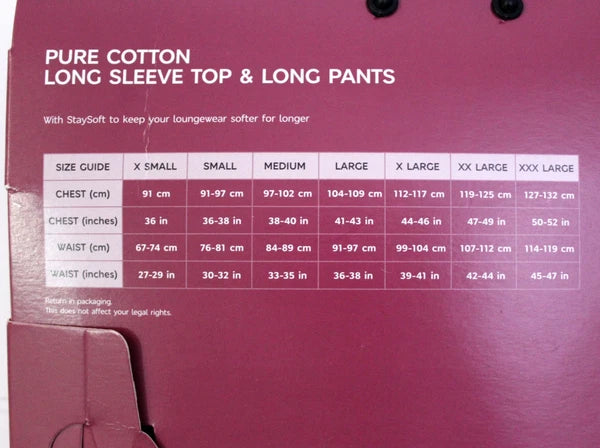 PURE COTTON
LONG SLEEVE TOP & LONG PANTS
With StaySoft to keep your loungewear softer for longer
SIZE GUIDE X SMALL SMALL MEDIUM LARGE X LARGE XX LARGE XXX LARGE
CHEST (cm) 91 cm 91-97 cm 97-102 cm 104-109 cm 112-117 cm 119-125 cm 127-132 cm
CHEST (inches) 36 in 36-38 in 38-40 in 41-43 in 44-46 in 47-49 in 50-52 in
WAIST (cm) 67-74 cm 76-81 cm 84-89 cm 91-97 cm 99-104 cm 107-112 cm 114-119 cm
WAIST (inches) 27-29 in 30-32 in 33-35 in 36-38 in 39-41 in 42-44 in 45-47 in
Return in packaging.
This does not affect your legal rights.